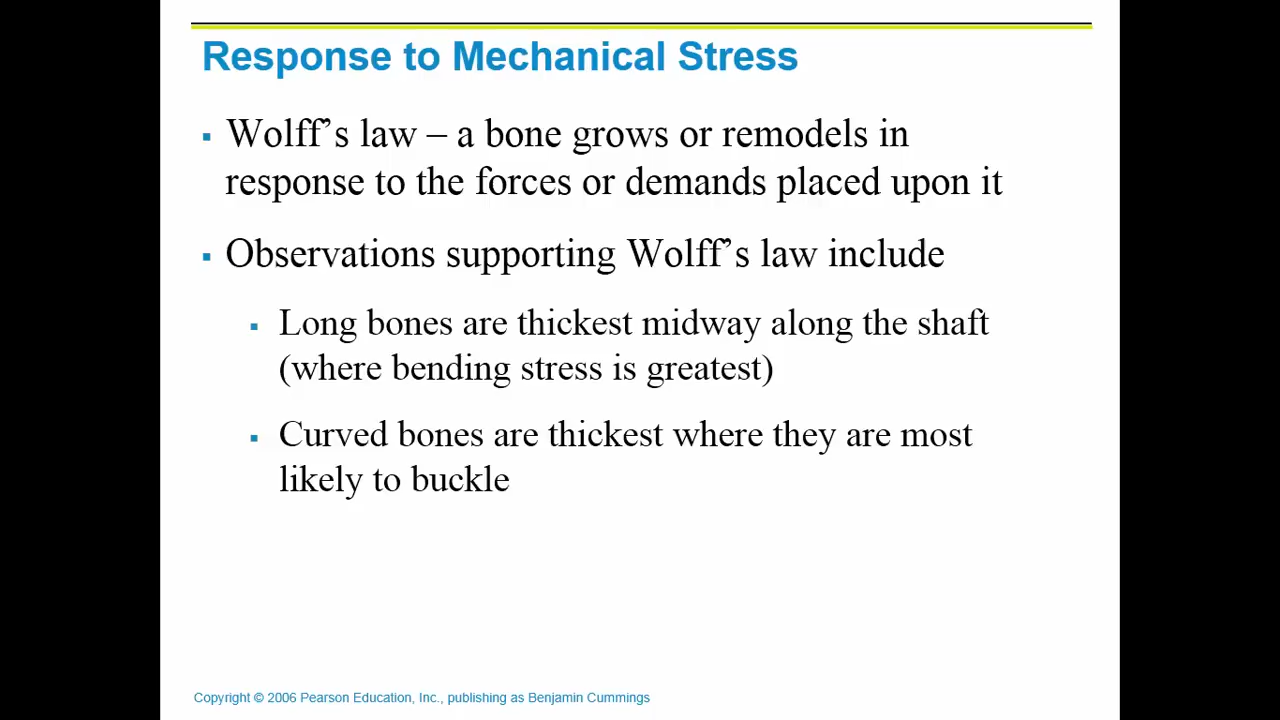 Response to Mechanical Stress
▪ Wolff’s law – a bone grows or remodels in
response to the forces or demands placed upon it
▪ Observations supporting Wolff’s law include
▪ Long bones are thickest midway along the shaft
(where bending stress is greatest)
▪ Curved bones are thickest where they are most
likely to buckle
Copyright © 2006 Pearson Education, Inc., publishing as Benjamin Cummings